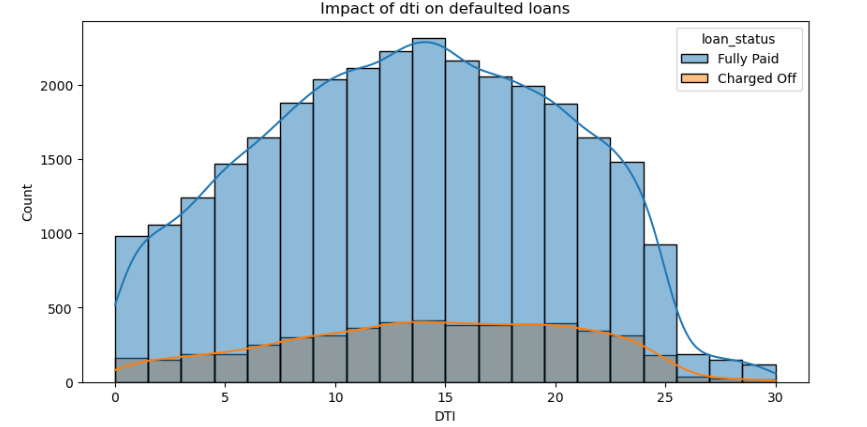 Impact of dti on defaulted loans
loan_status
Fully Paid
Charged Off
Count
2000
1500
1000
500
0
0 5 10 15 20 25 30
DTI